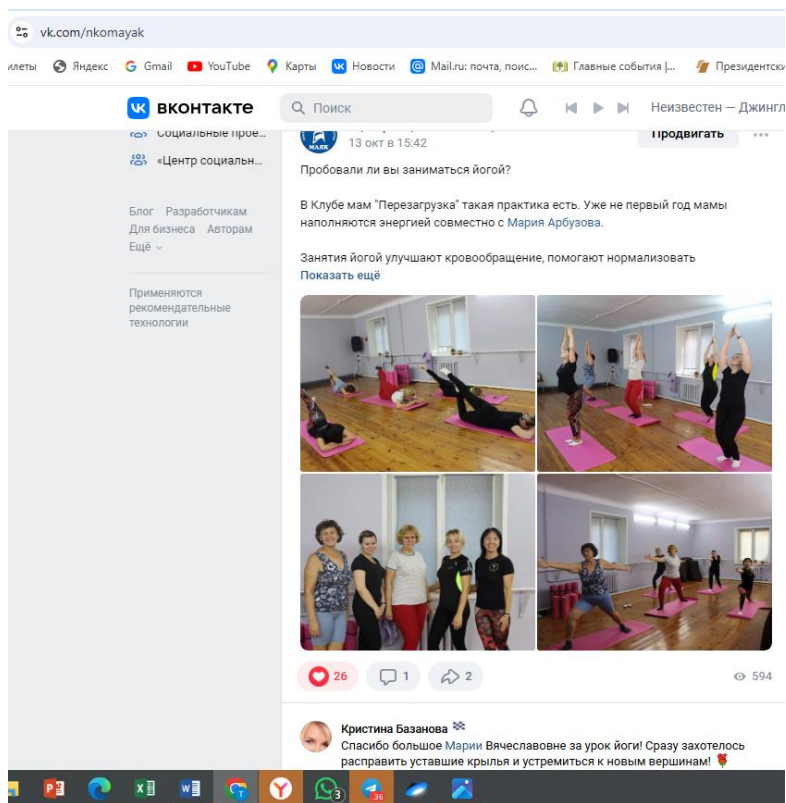 vk.com/nkomayak
Яндекс Gmail YouTube Карты Новости Mail.ru: почта, поис... Главные события |...
ВКОНТАКТЕ Поиск Неизвестен —
Социальные прое...
«Центр социальн...
Блог Разработчикам
Для бизнеса Авторам
Ещё
Применяются
рекомендательные
технологии
МАЯК
13 окт в 15:42
Продвигать
Пробовали ли вы заниматься йогой?
В Клубе мам "Перезагрузка" такая практика есть. Уже не первый год мамы
наполняются энергией совместно с Мария Арбузова.
Занятия йогой улучшают кровообращение, помогают нормализовать
Показать ещё
26 1 2 594
Кристина Базанова
Спасибо большое Марии Вячеславовне за урок йоги! Сразу захотелось
расправить уставшие крылья и устремиться к новым вершинам!
3 36